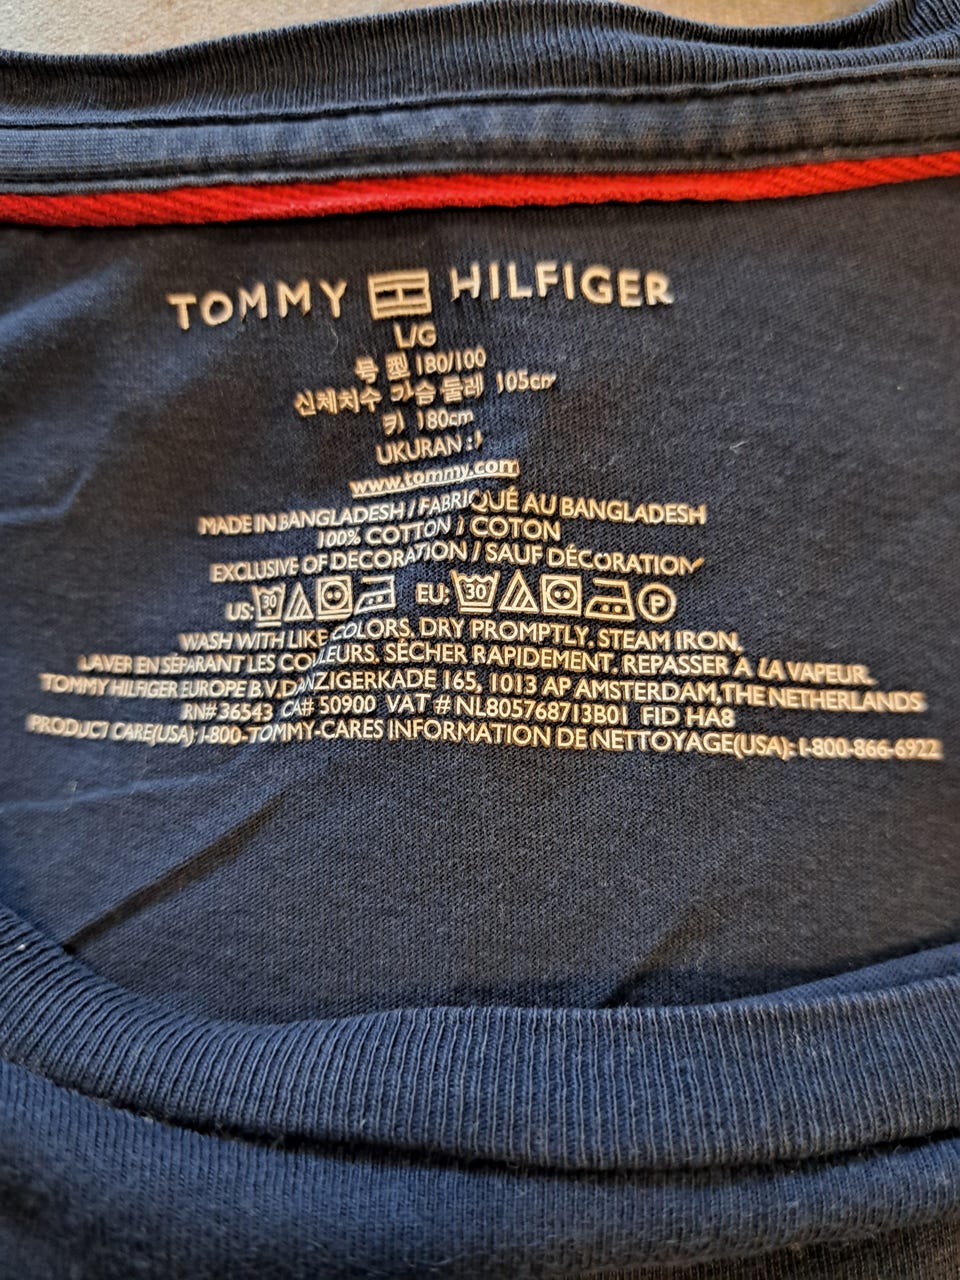 TOMMY HILFIGER
L/G
号型 180/100
신체치수 가슴둘레 105cm
키 180cm
UKURAN :
www.tommy.com
MADE IN BANGLADESH / FABRIQUÉ AU BANGLADESH
100% COTTON / COTON
EXCLUSIVE OF DECORATION / SAUF DÉCORATION
US: 30 EU: 30 P
WASH WITH LIKE COLORS. DRY PROMPTLY. STEAM IRON.
LAVER EN SÉPARANT LES COULEURS. SÉCHER RAPIDEMENT. REPASSER A LA VAPEUR.
TOMMY HILFIGER EUROPE B.V,DANZIGERKADE 165, 1013 AP AMSTERDAM,THE NETHERLANDS
RN# 36543 CA# 50900 VAT # NL805768713B01 FID HA8
PRODUCT CARE(USA):1-800-TOMMY-CARES INFORMATION DE NETTOYAGE(USA): 1-800-866-6922